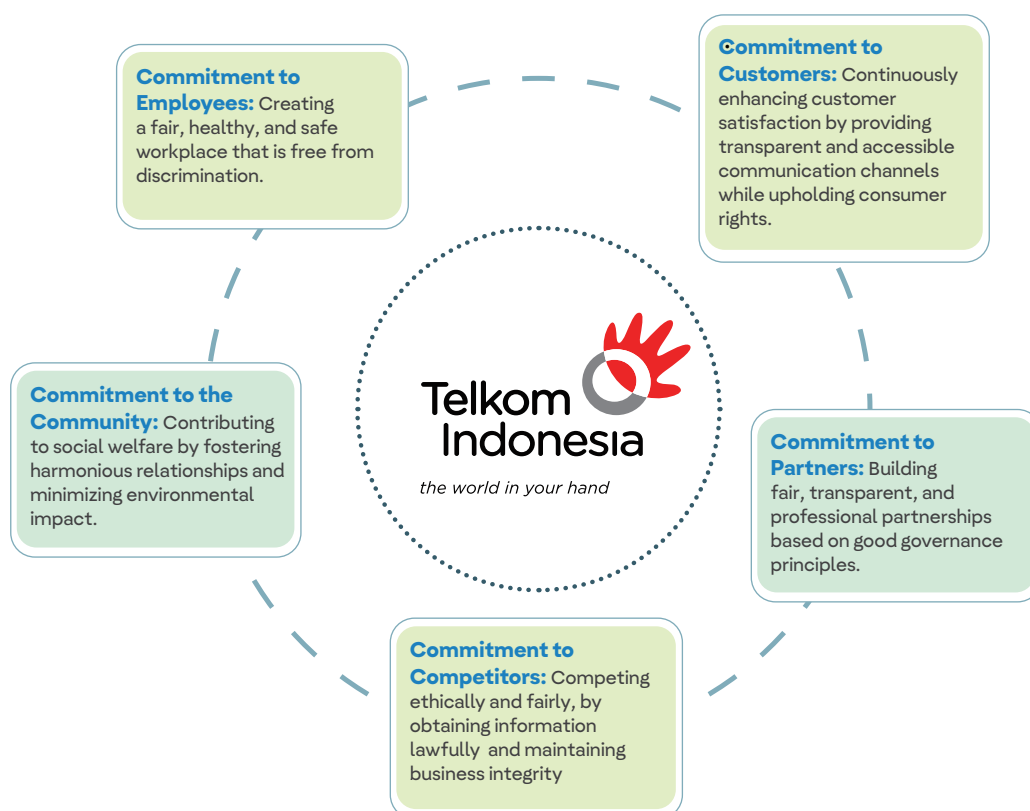 Commitment to
Employees: Creating
a fair, healthy, and safe
workplace that is free from
discrimination.
Commitment to
Customers: Continuously
enhancing customer
satisfaction by providing
transparent and accessible
communication channels
while upholding consumer
rights.
Telkom
Indonesia
the world in your hand
Commitment to the
Community: Contributing
to social welfare by fostering
harmonious relationships and
minimizing environmental
impact.
Commitment to
Partners: Building
fair, transparent, and
professional partnerships
based on good governance
principles.
Commitment to
Competitors: Competing
ethically and fairly, by
obtaining information
lawfully  and maintaining
business integrity